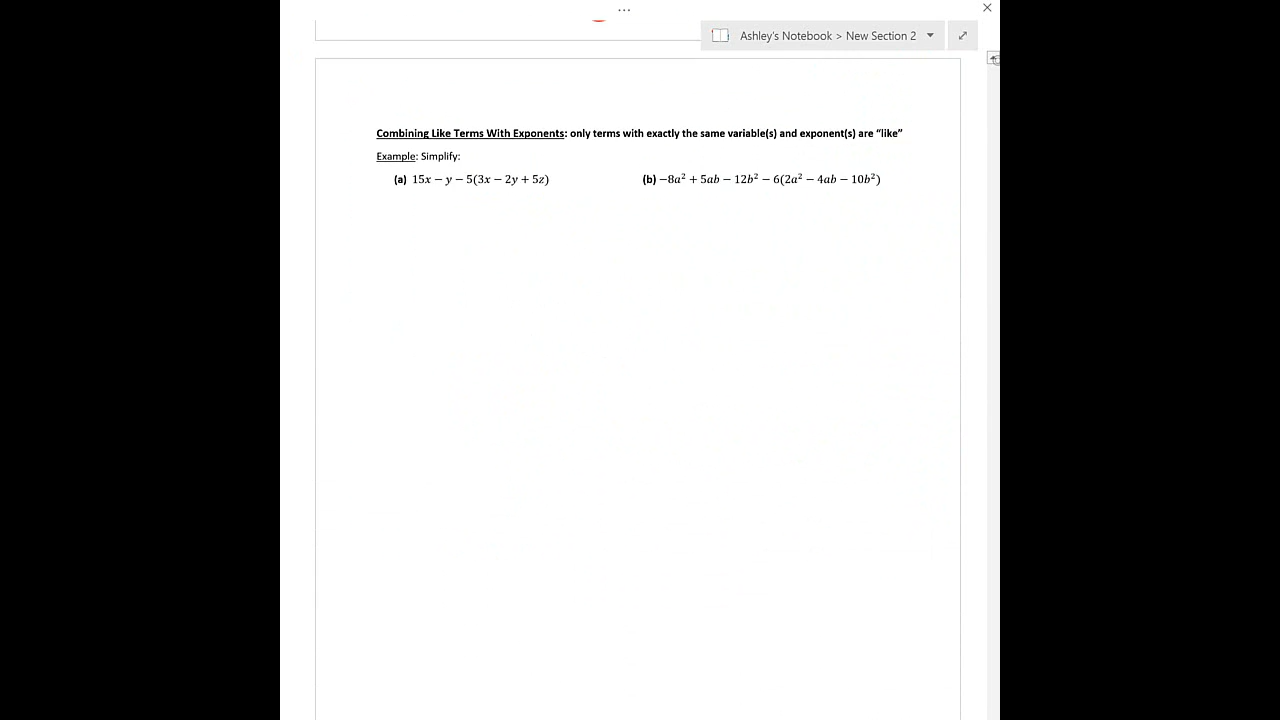 ...
Ashley's Notebook > New Section 2
Combining Like Terms With Exponents: only terms with exactly the same variable(s) and exponent(s) are “like”
Example: Simplify:
(a) 15x − y − 5(3x − 2y + 5z)
(b) −8a² + 5ab − 12b² − 6(2a² − 4ab − 10b²)